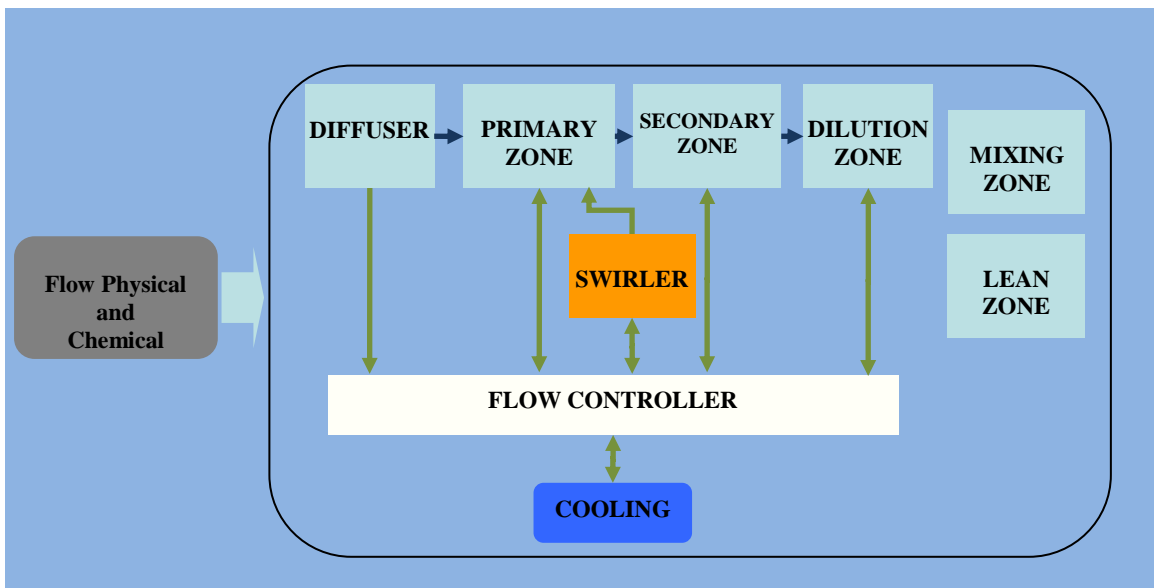 DIFFUSER
PRIMARY
ZONE
SECONDARY
ZONE
DILUTION
ZONE
MIXING
ZONE
SWIRLER
LEAN
ZONE
Flow Physical
and
Chemical
FLOW CONTROLLER
COOLING